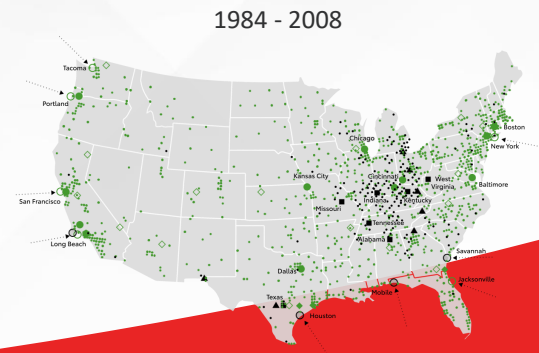 1984 - 2008
Tacoma
Portland
Boston
Chicago
New York
Kansas City
Cincinnati
West
Virginia
Baltimore
San Francisco
Missouri
Indiana
Kentucky
Tennessee
Alabama
Long Beach
Savannah
Dallas
Jacksonville
Mobile
Texas
Houston